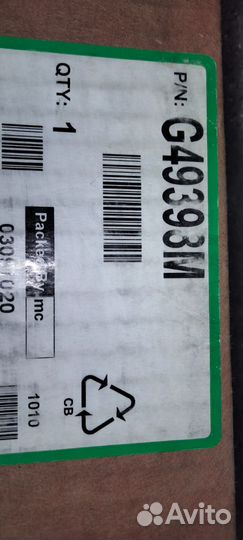 P/N: G49393M
QTY: 1
Packed By: mc
1010
CB
Avito